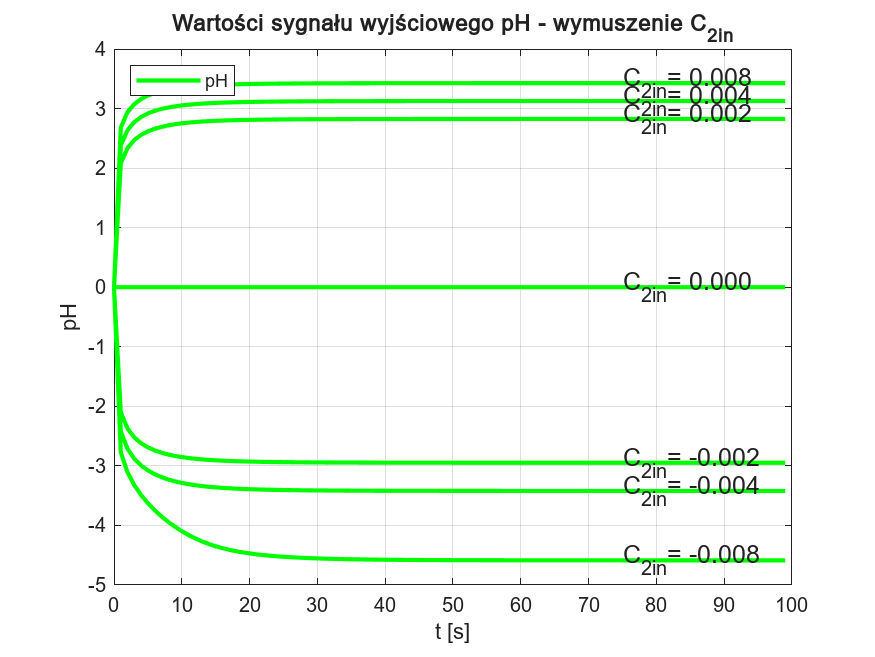 Wartości sygnału wyjściowego pH - wymuszenie C2in
pH
C2in= 0.008
C2in= 0.004
C2in= 0.002
C2in= 0.000
C2in= -0.002
C2in= -0.004
C2in= -0.008
4
3
2
1
0
-1
-2
-3
-4
-5
pH
0 10 20 30 40 50 60 70 80 90 100
t [s]